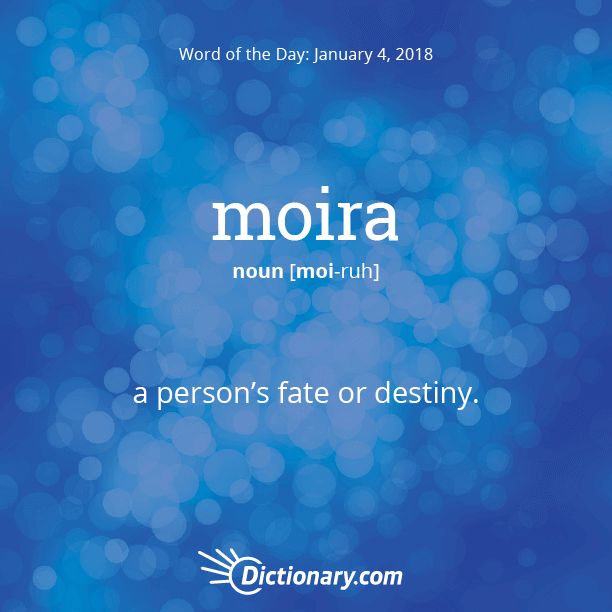 Word of the Day: January 4, 2018
moira
noun [moi-ruh]
a person’s fate or destiny.
Dictionary.com